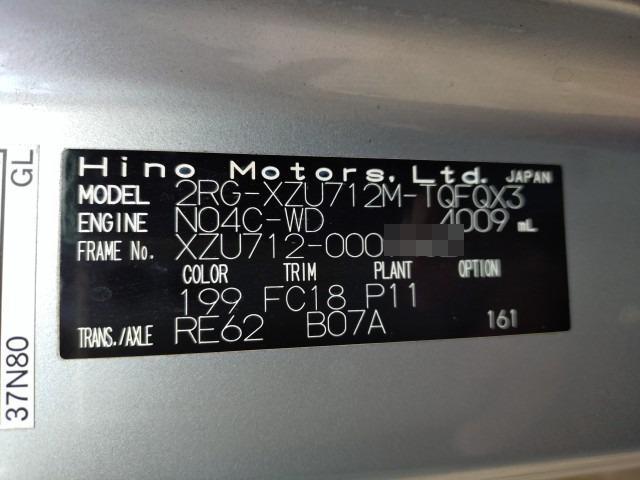 Hino Motors, Ltd. JAPAN
MODEL 2RG-XZU712M-TQFQX3
ENGINE N04C-WD 4009 mL
FRAME No. XZU712-000
COLOR TRIM PLANT OPTION
199 FC18 P11
TRANS./AXLE RE62 B07A 161
GL
37N80